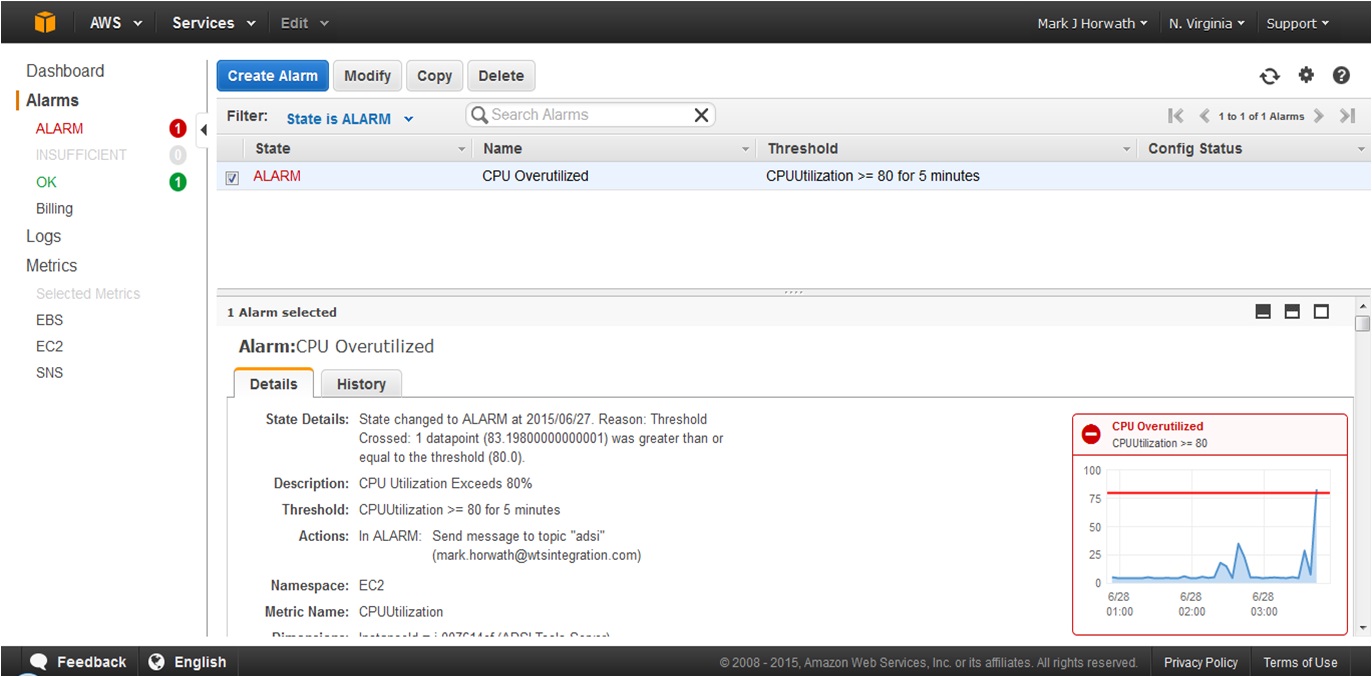 AWS Services Edit Mark J Horwath N. Virginia Support
Dashboard
Alarms
ALARM 1
INSUFFICIENT 0
OK 1
Billing
Logs
Metrics
Selected Metrics
EBS
EC2
SNS
Create Alarm Modify Copy Delete
Filter: State is ALARM Search Alarms 1 to 1 of 1 Alarms
State Name Threshold Config Status
ALARM CPU Overutilized CPUUtilization >= 80 for 5 minutes
1 Alarm selected
Alarm:CPU Overutilized
Details History
State Details: State changed to ALARM at 2015/06/27. Reason: Threshold
Crossed: 1 datapoint (83.19800000000001) was greater than or
equal to the threshold (80.0).
Description: CPU Utilization Exceeds 80%
Threshold: CPUUtilization >= 80 for 5 minutes
Actions: In ALARM: Send message to topic "adsi"
(mark.horwath@wtsintegration.com)
Namespace: EC2
Metric Name: CPUUtilization
CPU Overutilized
CPUUtilization >= 80
100
75
50
25
0
6/28 6/28 6/28
01:00 02:00 03:00
Feedback English © 2008 - 2015, Amazon Web Services, Inc. or its affiliates. All rights reserved. Privacy Policy Terms of Use